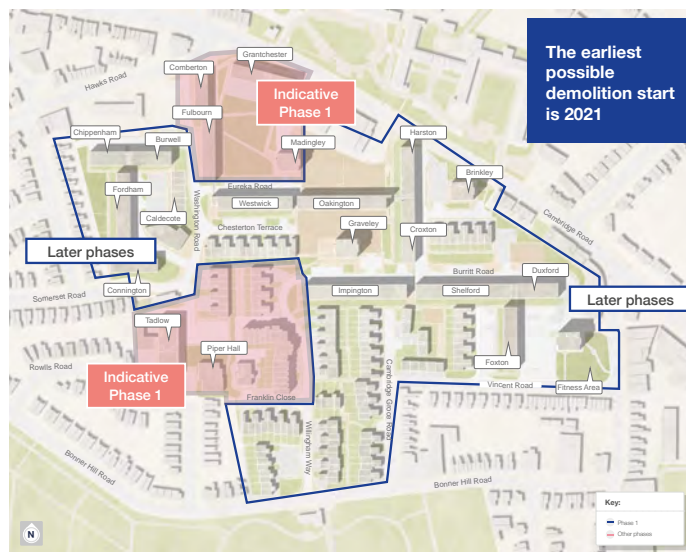 The earliest
possible
demolition start
is 2021
Grantchester
Comberton
Hawks Road
Indicative
Phase 1
Fulbourn
Chippenham
Burwell
Madingley
Harston
Brinkley
Eureka Road
Fordham
Westwick
Oakington
Washington Road
Caldecote
Chesterton Terrace
Graveley
Croxton
Cambridge Road
Later phases
Burritt Road
Duxford
Connington
Impington
Shelford
Later phases
Somerset Road
Tadlow
Piper Hall
Foxton
Rowlls Road
Indicative
Phase 1
Franklin Close
Cambridge Grove Road
Vincent Road
Fitness Area
Willingham Way
Bonner Hill Road
Bonner Hill Road
Key:
Phase 1
Other phases
N